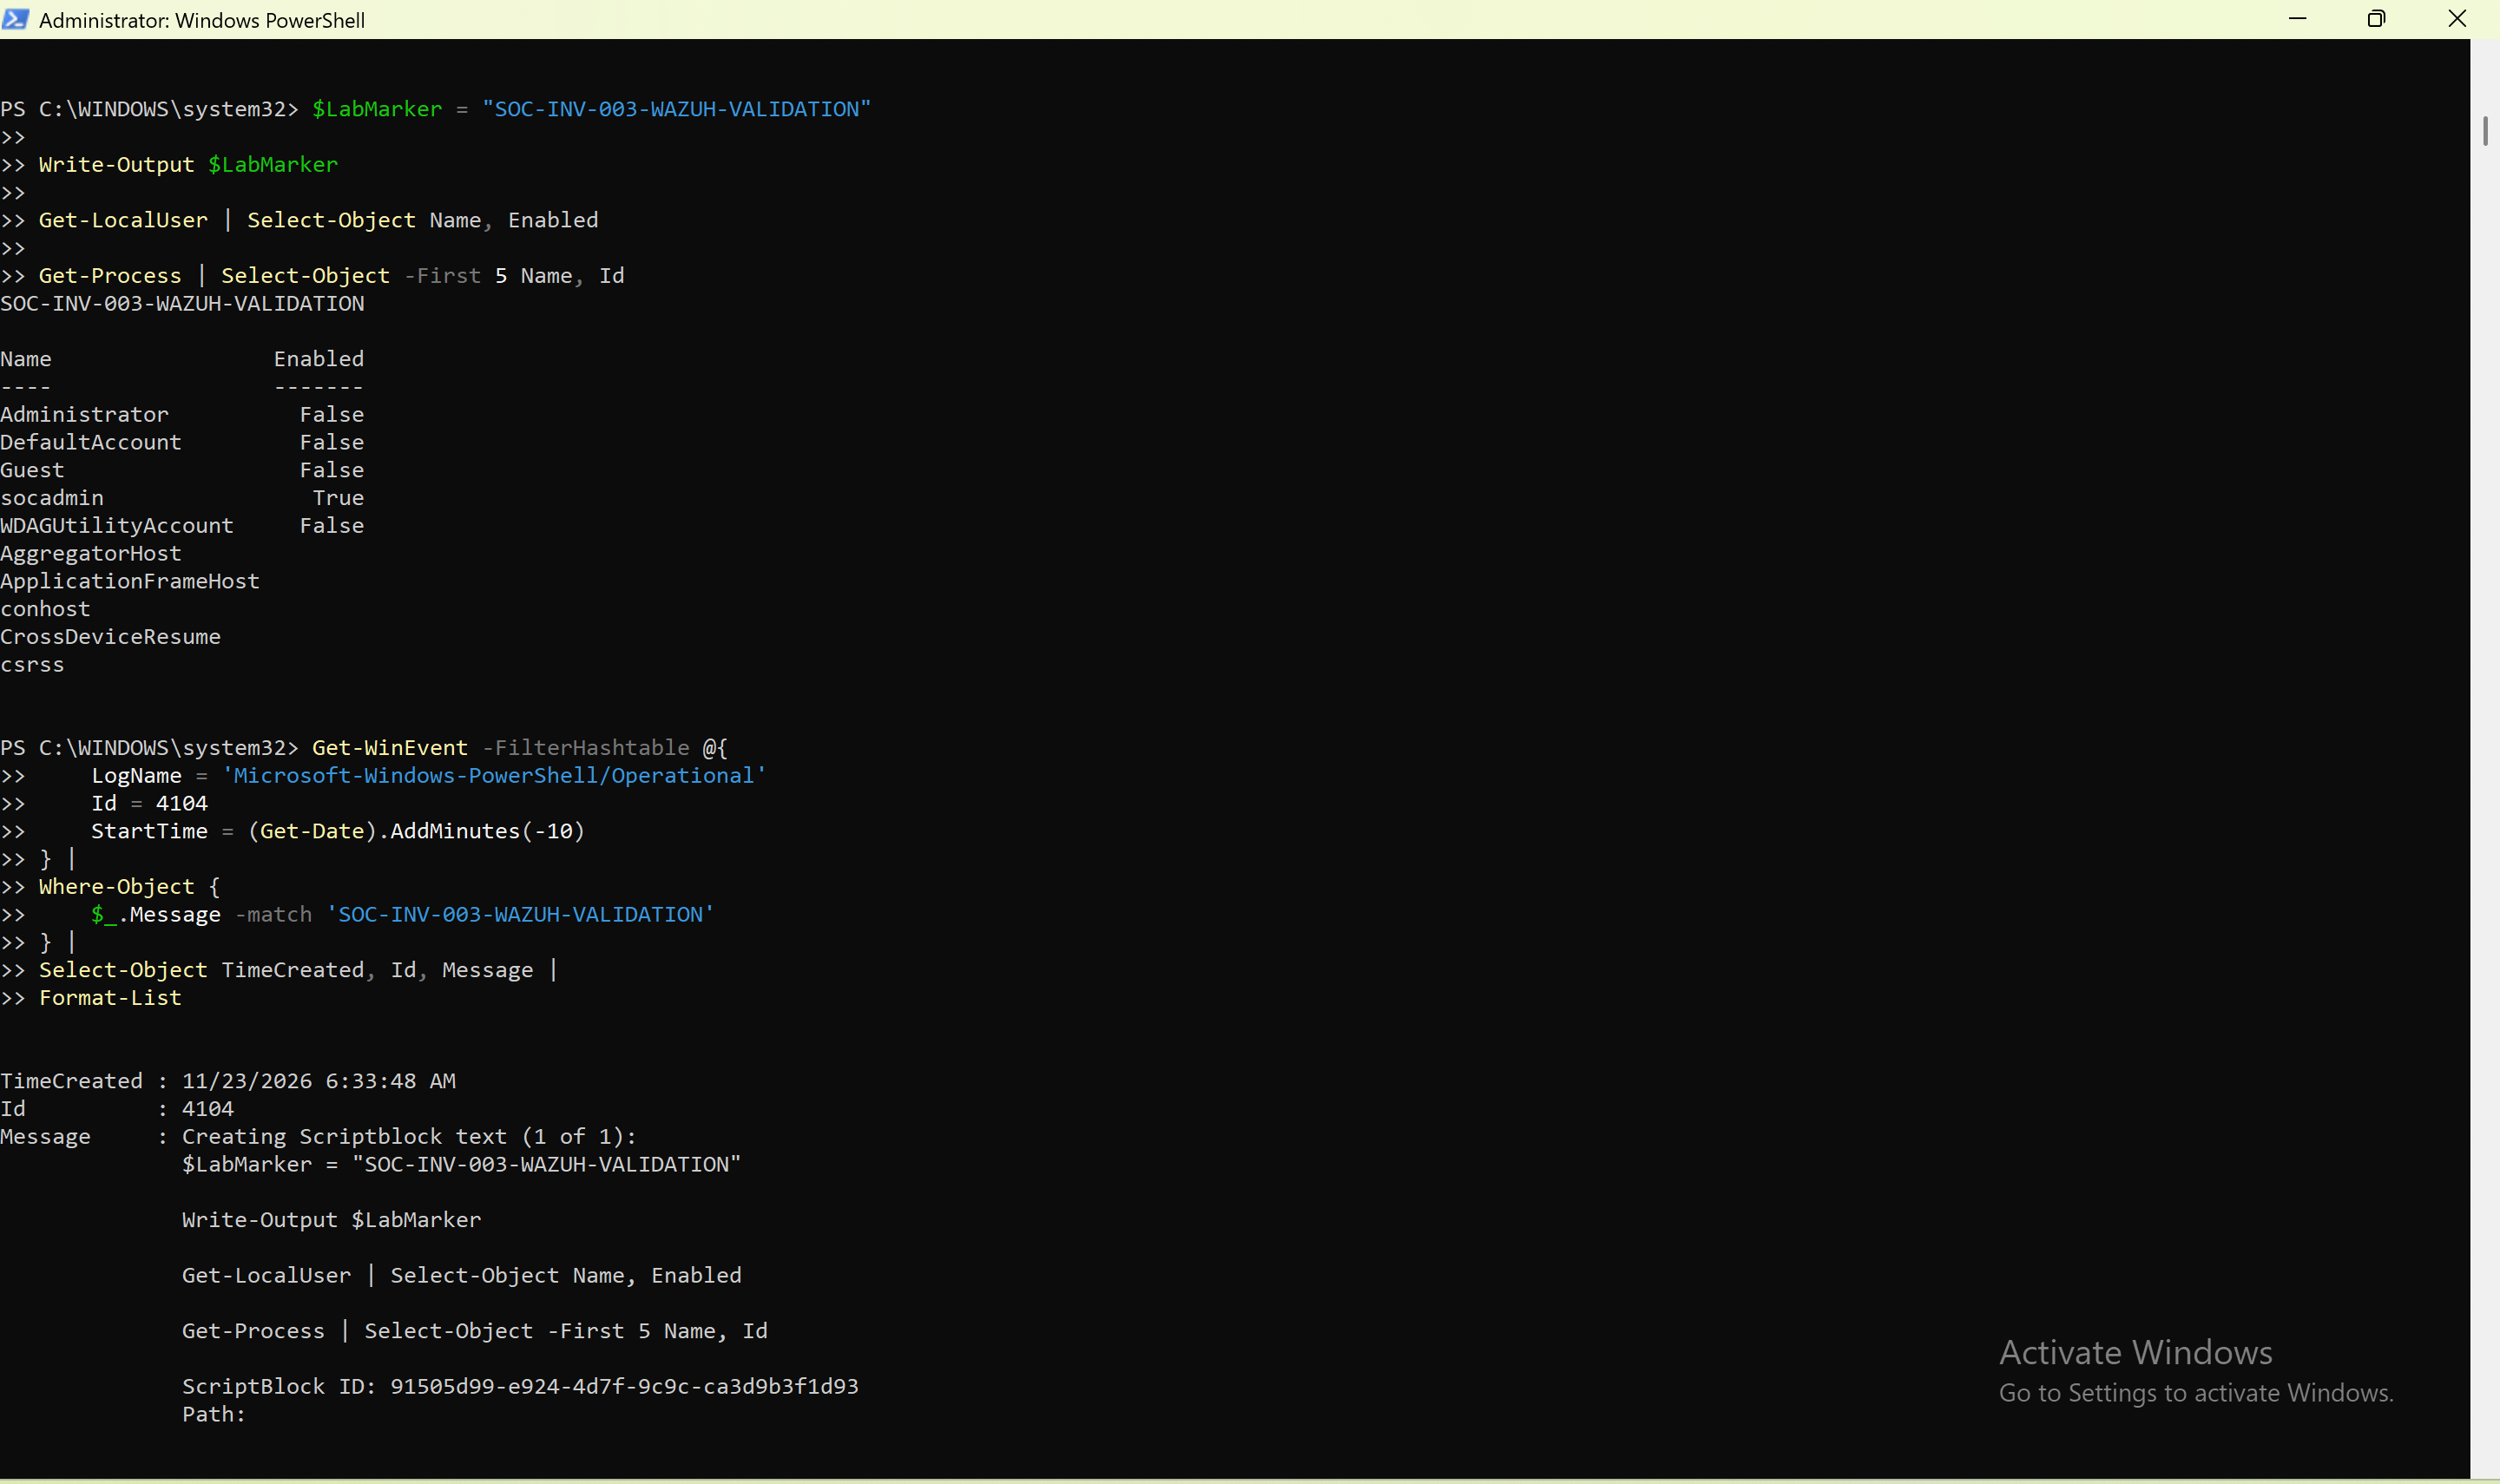 Administrator: Windows PowerShell
PS C:\WINDOWS\system32> $LabMarker = "SOC-INV-003-WAZUH-VALIDATION"
>>
>> Write-Output $LabMarker
>>
>> Get-LocalUser | Select-Object Name, Enabled
>>
>> Get-Process | Select-Object -First 5 Name, Id
SOC-INV-003-WAZUH-VALIDATION
Name Enabled
---- -------
Administrator False
DefaultAccount False
Guest False
socadmin True
WDAGUtilityAccount False
AggregatorHost
ApplicationFrameHost
conhost
CrossDeviceResume
csrss
PS C:\WINDOWS\system32> Get-WinEvent -FilterHashtable @{
>>     LogName = 'Microsoft-Windows-PowerShell/Operational'
>>     Id = 4104
>>     StartTime = (Get-Date).AddMinutes(-10)
>> } |
>> Where-Object {
>>     $_.Message -match 'SOC-INV-003-WAZUH-VALIDATION'
>> } |
>> Select-Object TimeCreated, Id, Message |
>> Format-List
TimeCreated : 11/23/2026 6:33:48 AM
Id : 4104
Message : Creating Scriptblock text (1 of 1):
$LabMarker = "SOC-INV-003-WAZUH-VALIDATION"
Write-Output $LabMarker
Get-LocalUser | Select-Object Name, Enabled
Get-Process | Select-Object -First 5 Name, Id
ScriptBlock ID: 91505d99-e924-4d7f-9c9c-ca3d9b3f1d93
Path:
Activate Windows
Go to Settings to activate Windows.